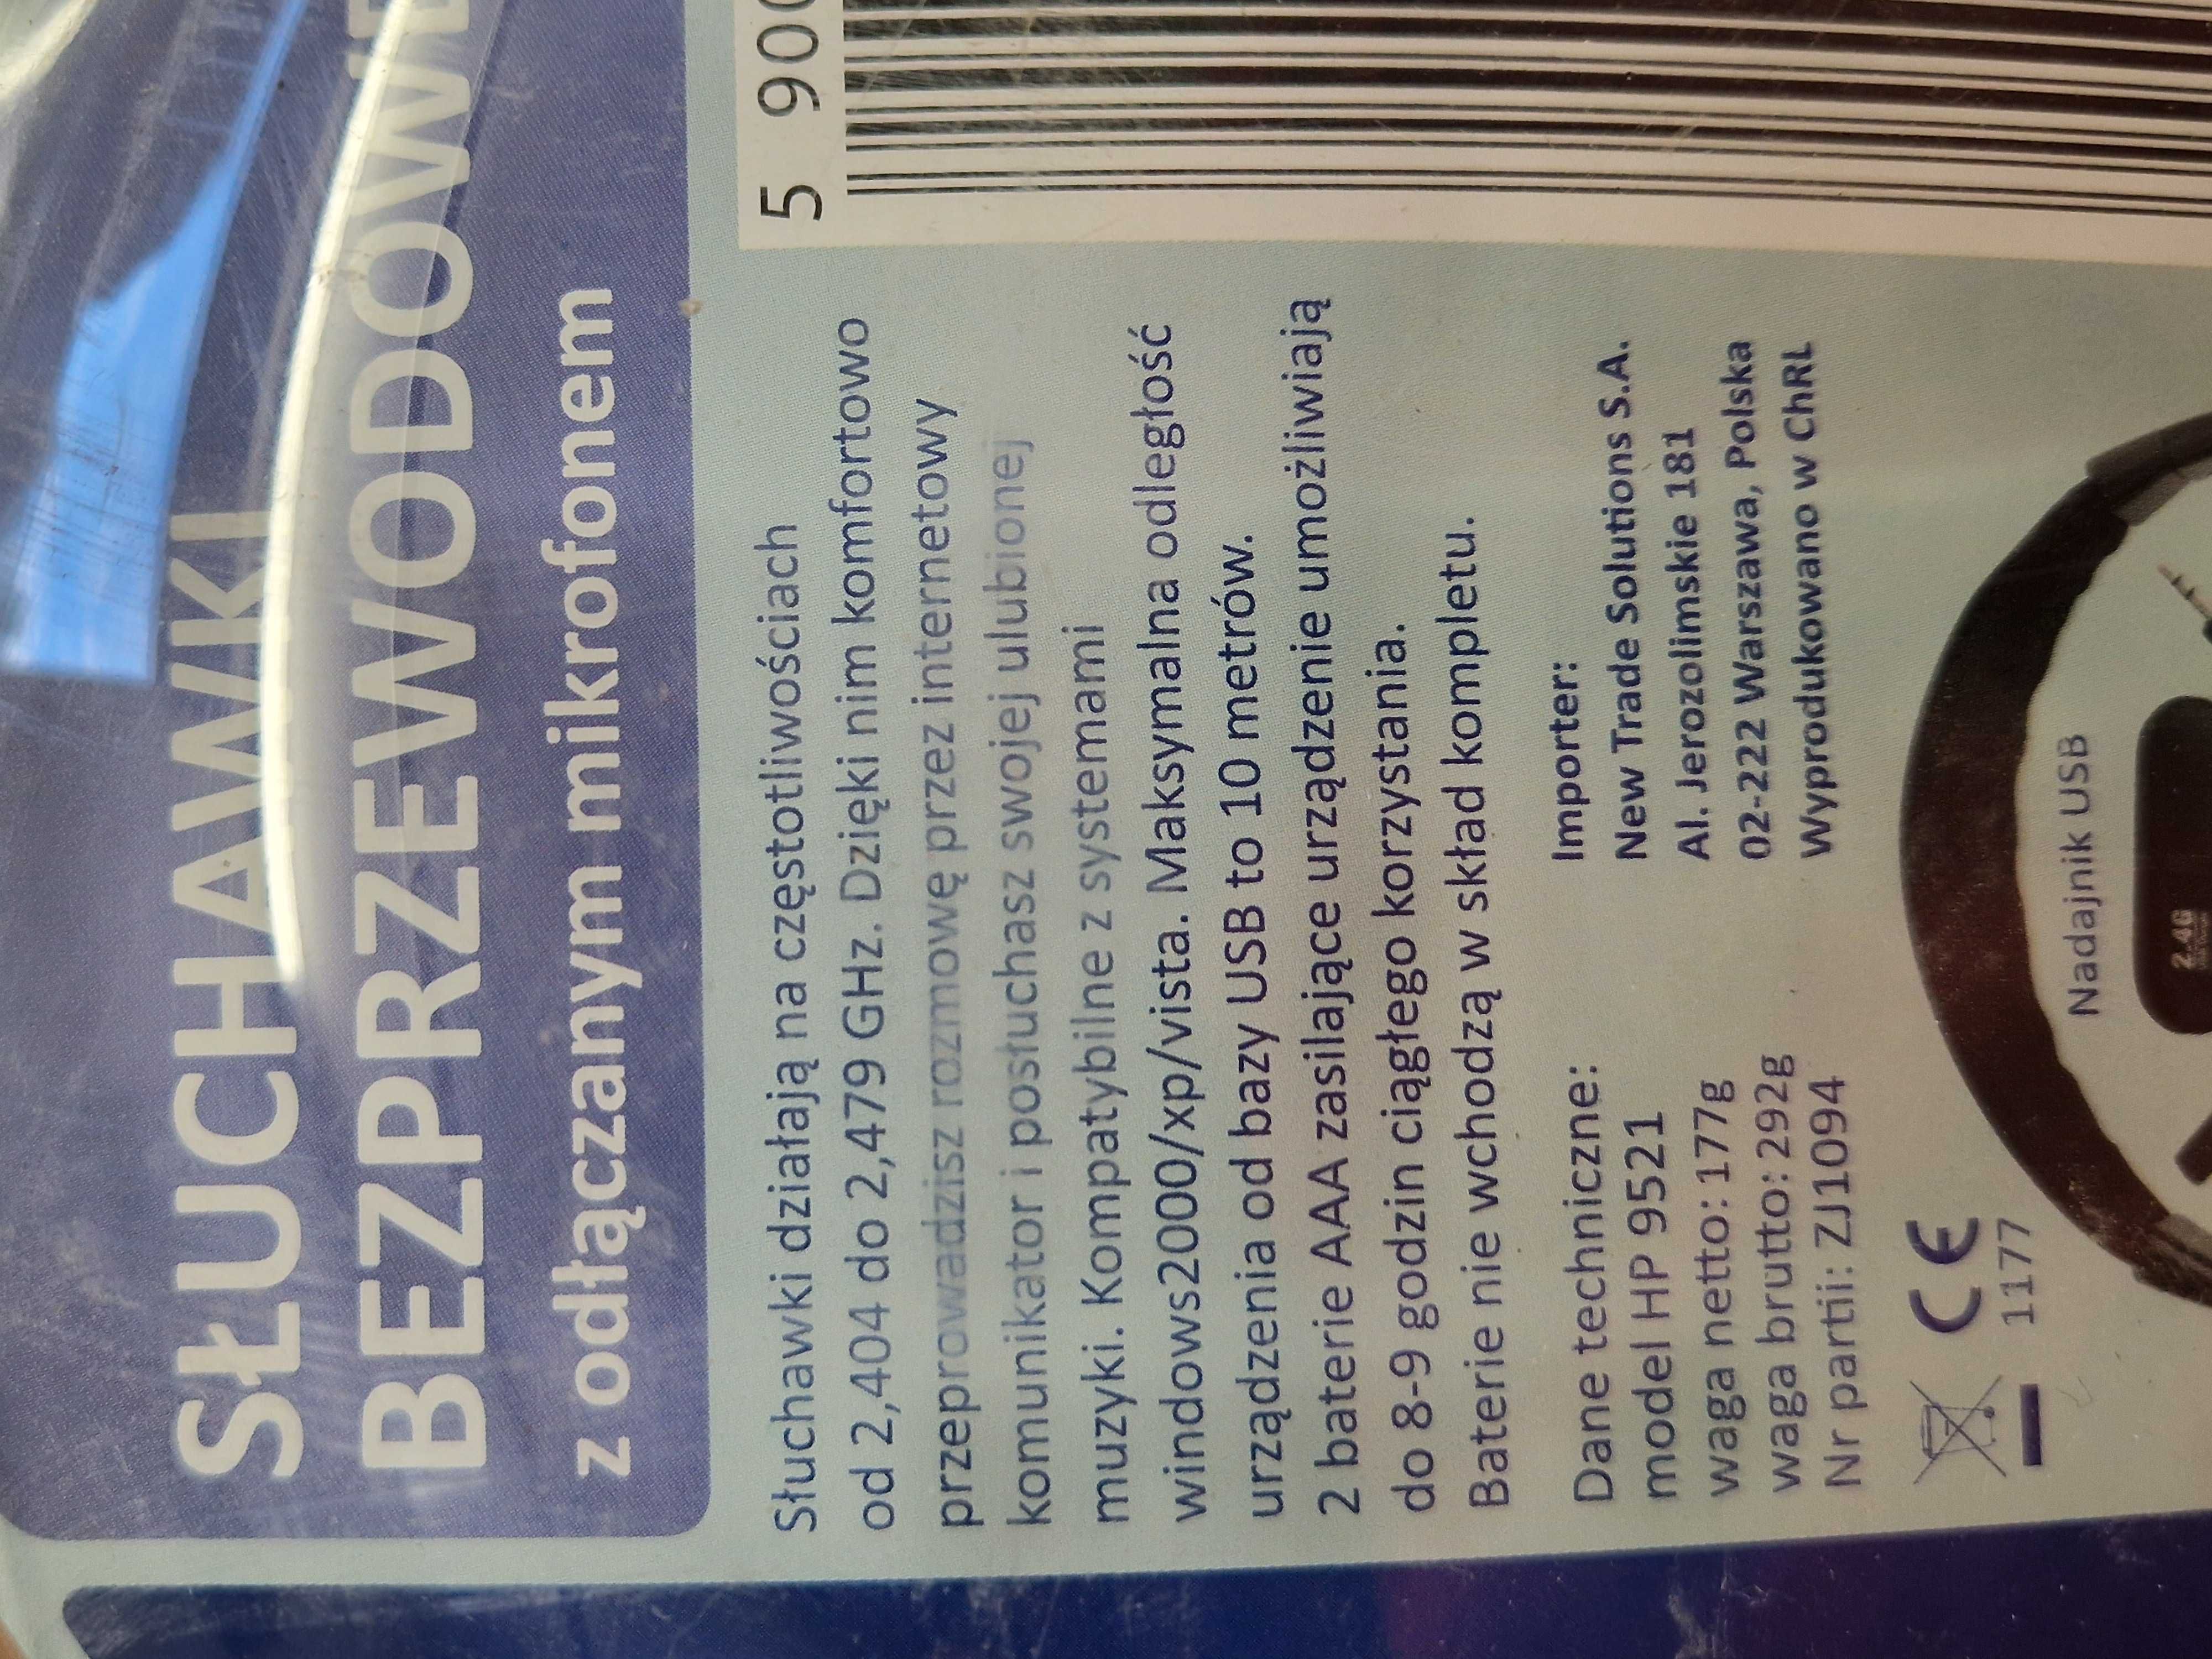 SŁUCHAWKI
BEZPRZEWODOWE
z odłączanym mikrofonem
Słuchawki działają na częstotliwościach
od 2,404 do 2,479 GHz. Dzięki nim komfortowo
przeprowadzisz rozmowę przez internetowy
komunikator i posłuchasz swojej ulubionej
muzyki. Kompatybilne z systemami
windows2000/xp/vista. Maksymalna odległość
urządzenia od bazy USB to 10 metrów.
2 baterie AAA zasilające urządzenie umożliwiają
do 8-9 godzin ciągłego korzystania.
Baterie nie wchodzą w skład kompletu.
Dane techniczne:
model HP 9521
waga netto: 177g
waga brutto: 292g
Nr partii: ZJ1094
CE
1177
Importer:
New Trade Solutions S.A.
Al. Jerozolimskie 181
02-222 Warszawa, Polska
Wyprodukowano w ChRL
Nadajnik USB
2.4G
5 900